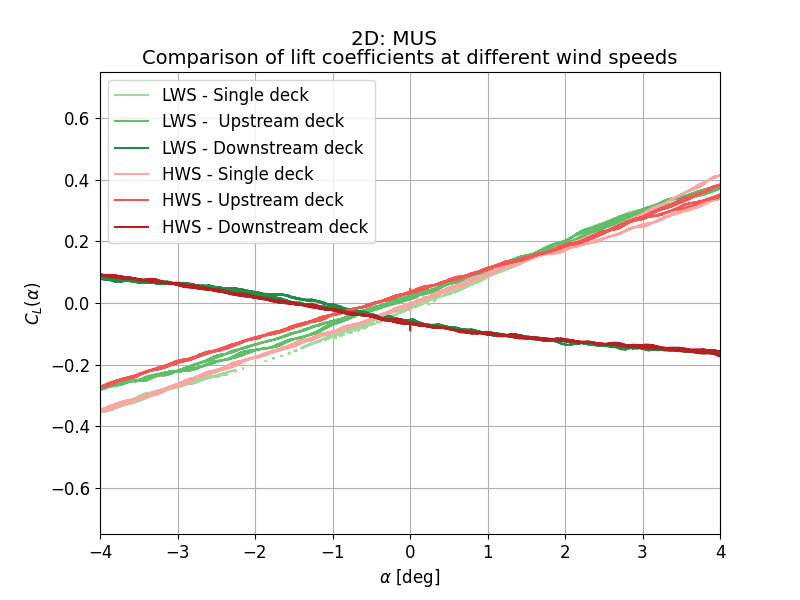 2D: MUS
Comparison of lift coefficients at different wind speeds
LWS - Single deck
LWS -  Upstream deck
LWS - Downstream deck
HWS - Single deck
HWS - Upstream deck
HWS - Downstream deck
0.6
0.4
0.2
0.0
−0.2
−0.4
−0.6
C_L(α)
−4 −3 −2 −1 0 1 2 3 4
α [deg]